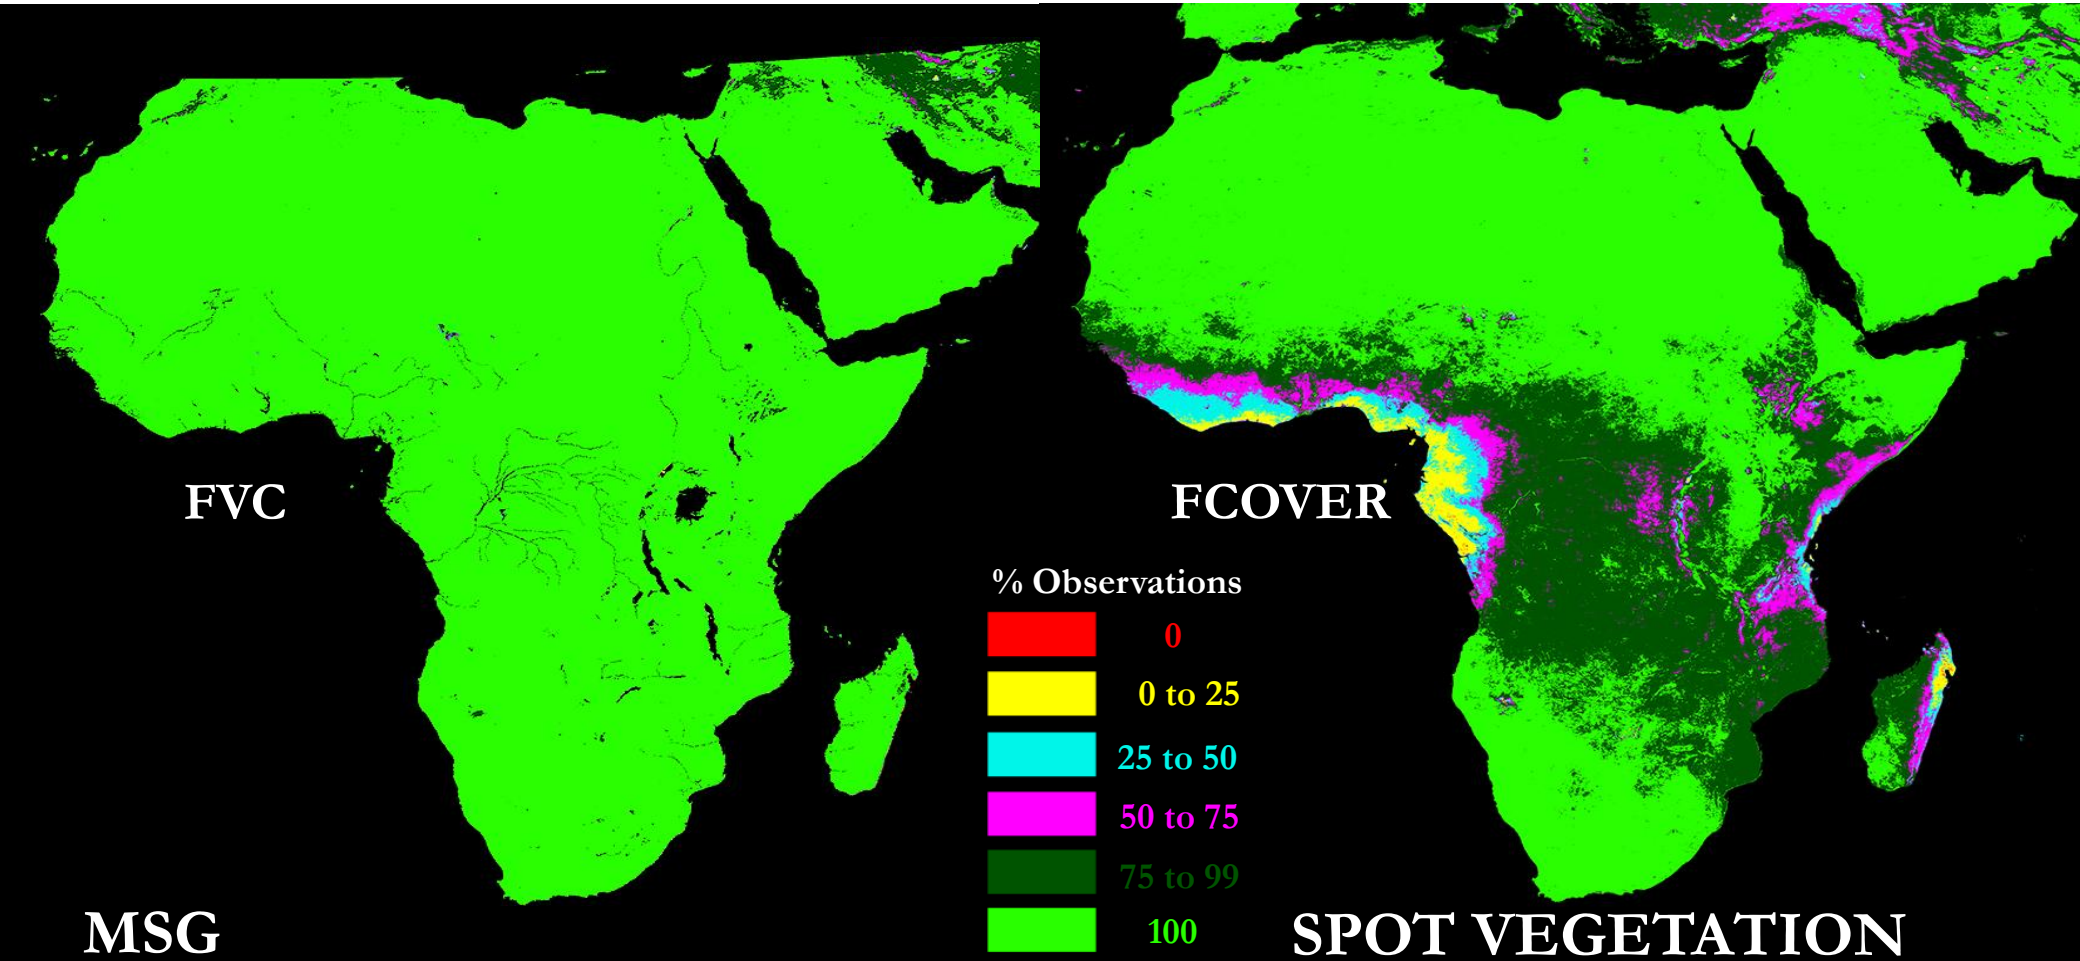 FVC
FCOVER
% Observations
0
0 to 25
25 to 50
50 to 75
75 to 99
100
MSG
SPOT VEGETATION